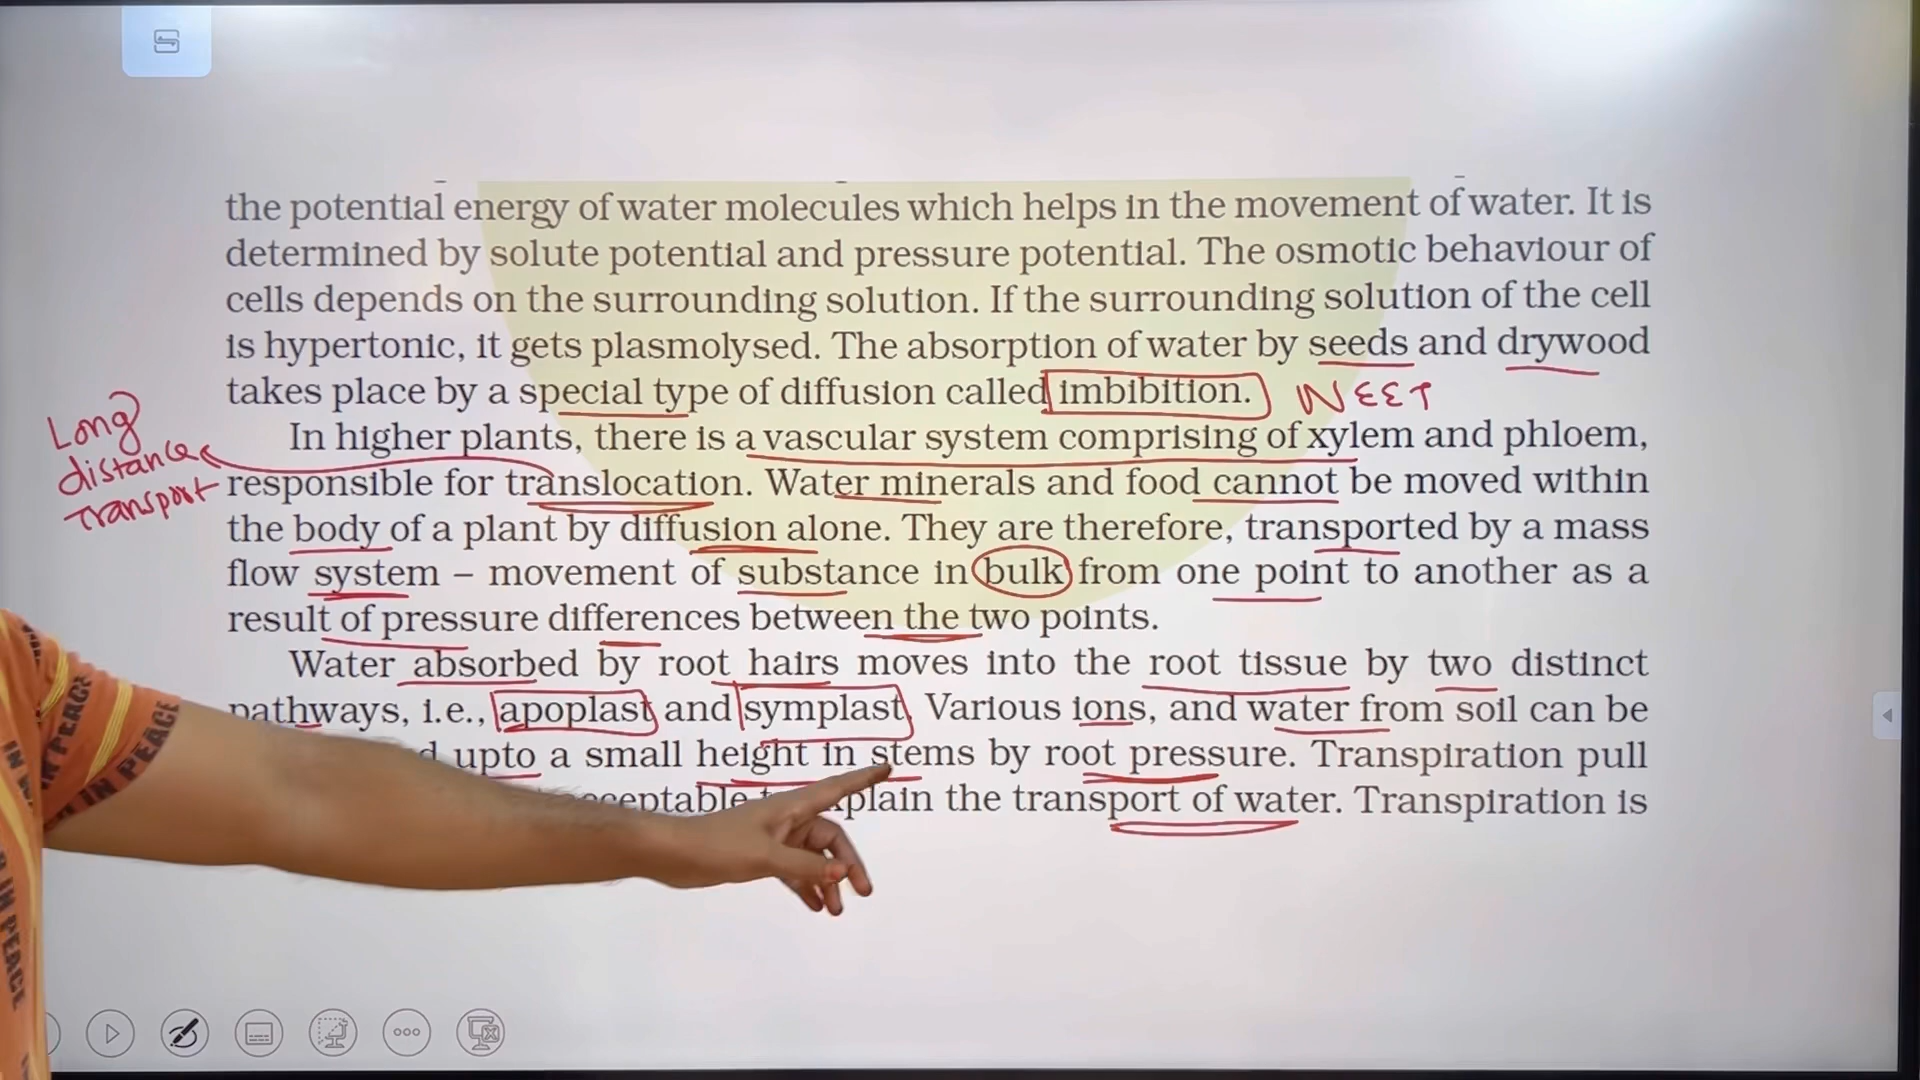 the potential energy of water molecules which helps in the movement of water. It is
determined by solute potential and pressure potential. The osmotic behaviour of
cells depends on the surrounding solution. If the surrounding solution of the cell
is hypertonic, it gets plasmolysed. The absorption of water by seeds and drywood
takes place by a special type of diffusion called imbibition. NEET
Long
distance
transport
In higher plants, there is a vascular system comprising of xylem and phloem,
responsible for translocation. Water minerals and food cannot be moved within
the body of a plant by diffusion alone. They are therefore, transported by a mass
flow system – movement of substance in bulk from one point to another as a
result of pressure differences between the two points.
Water absorbed by root hairs moves into the root tissue by two distinct
pathways, i.e., apoplast and symplast. Various ions, and water from soil can be
upto a small height in stems by root pressure. Transpiration pull
the transport of water. Transpiration is
IN PEACE
IN PEACE